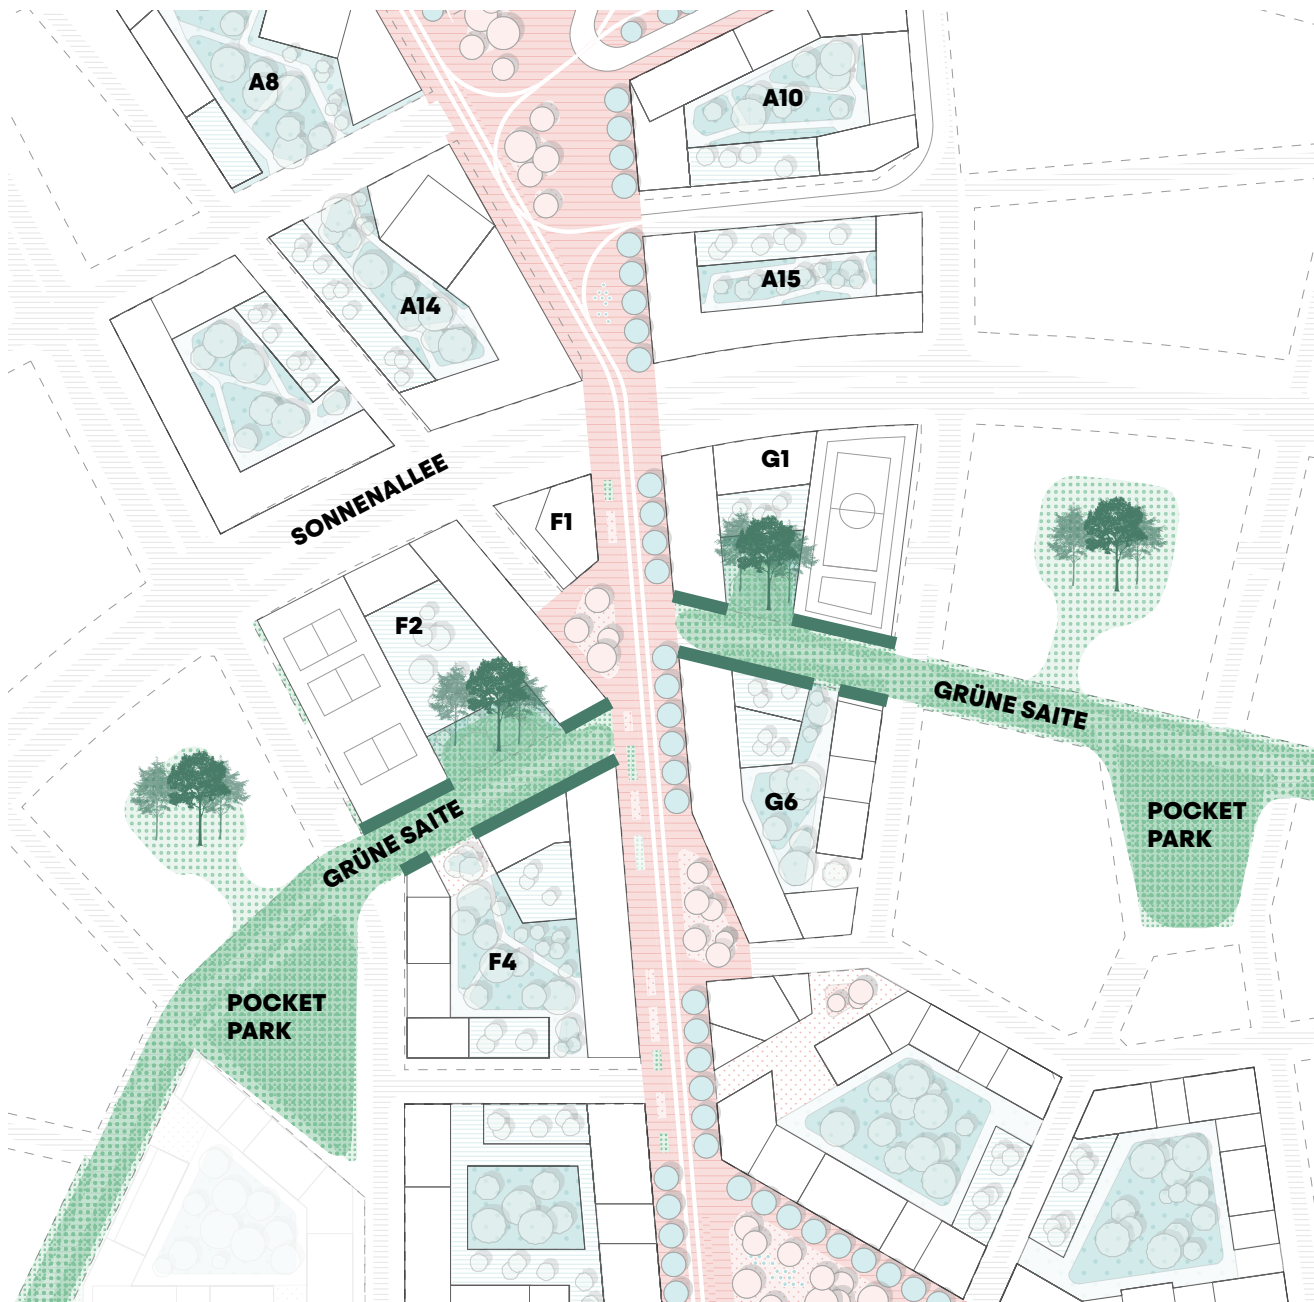 A8
A10
A15
A14
SONNENALLEE
G1
F1
F2
GRÜNE SAITE
G6
POCKET
PARK
GRÜNE SAITE
F4
POCKET
PARK